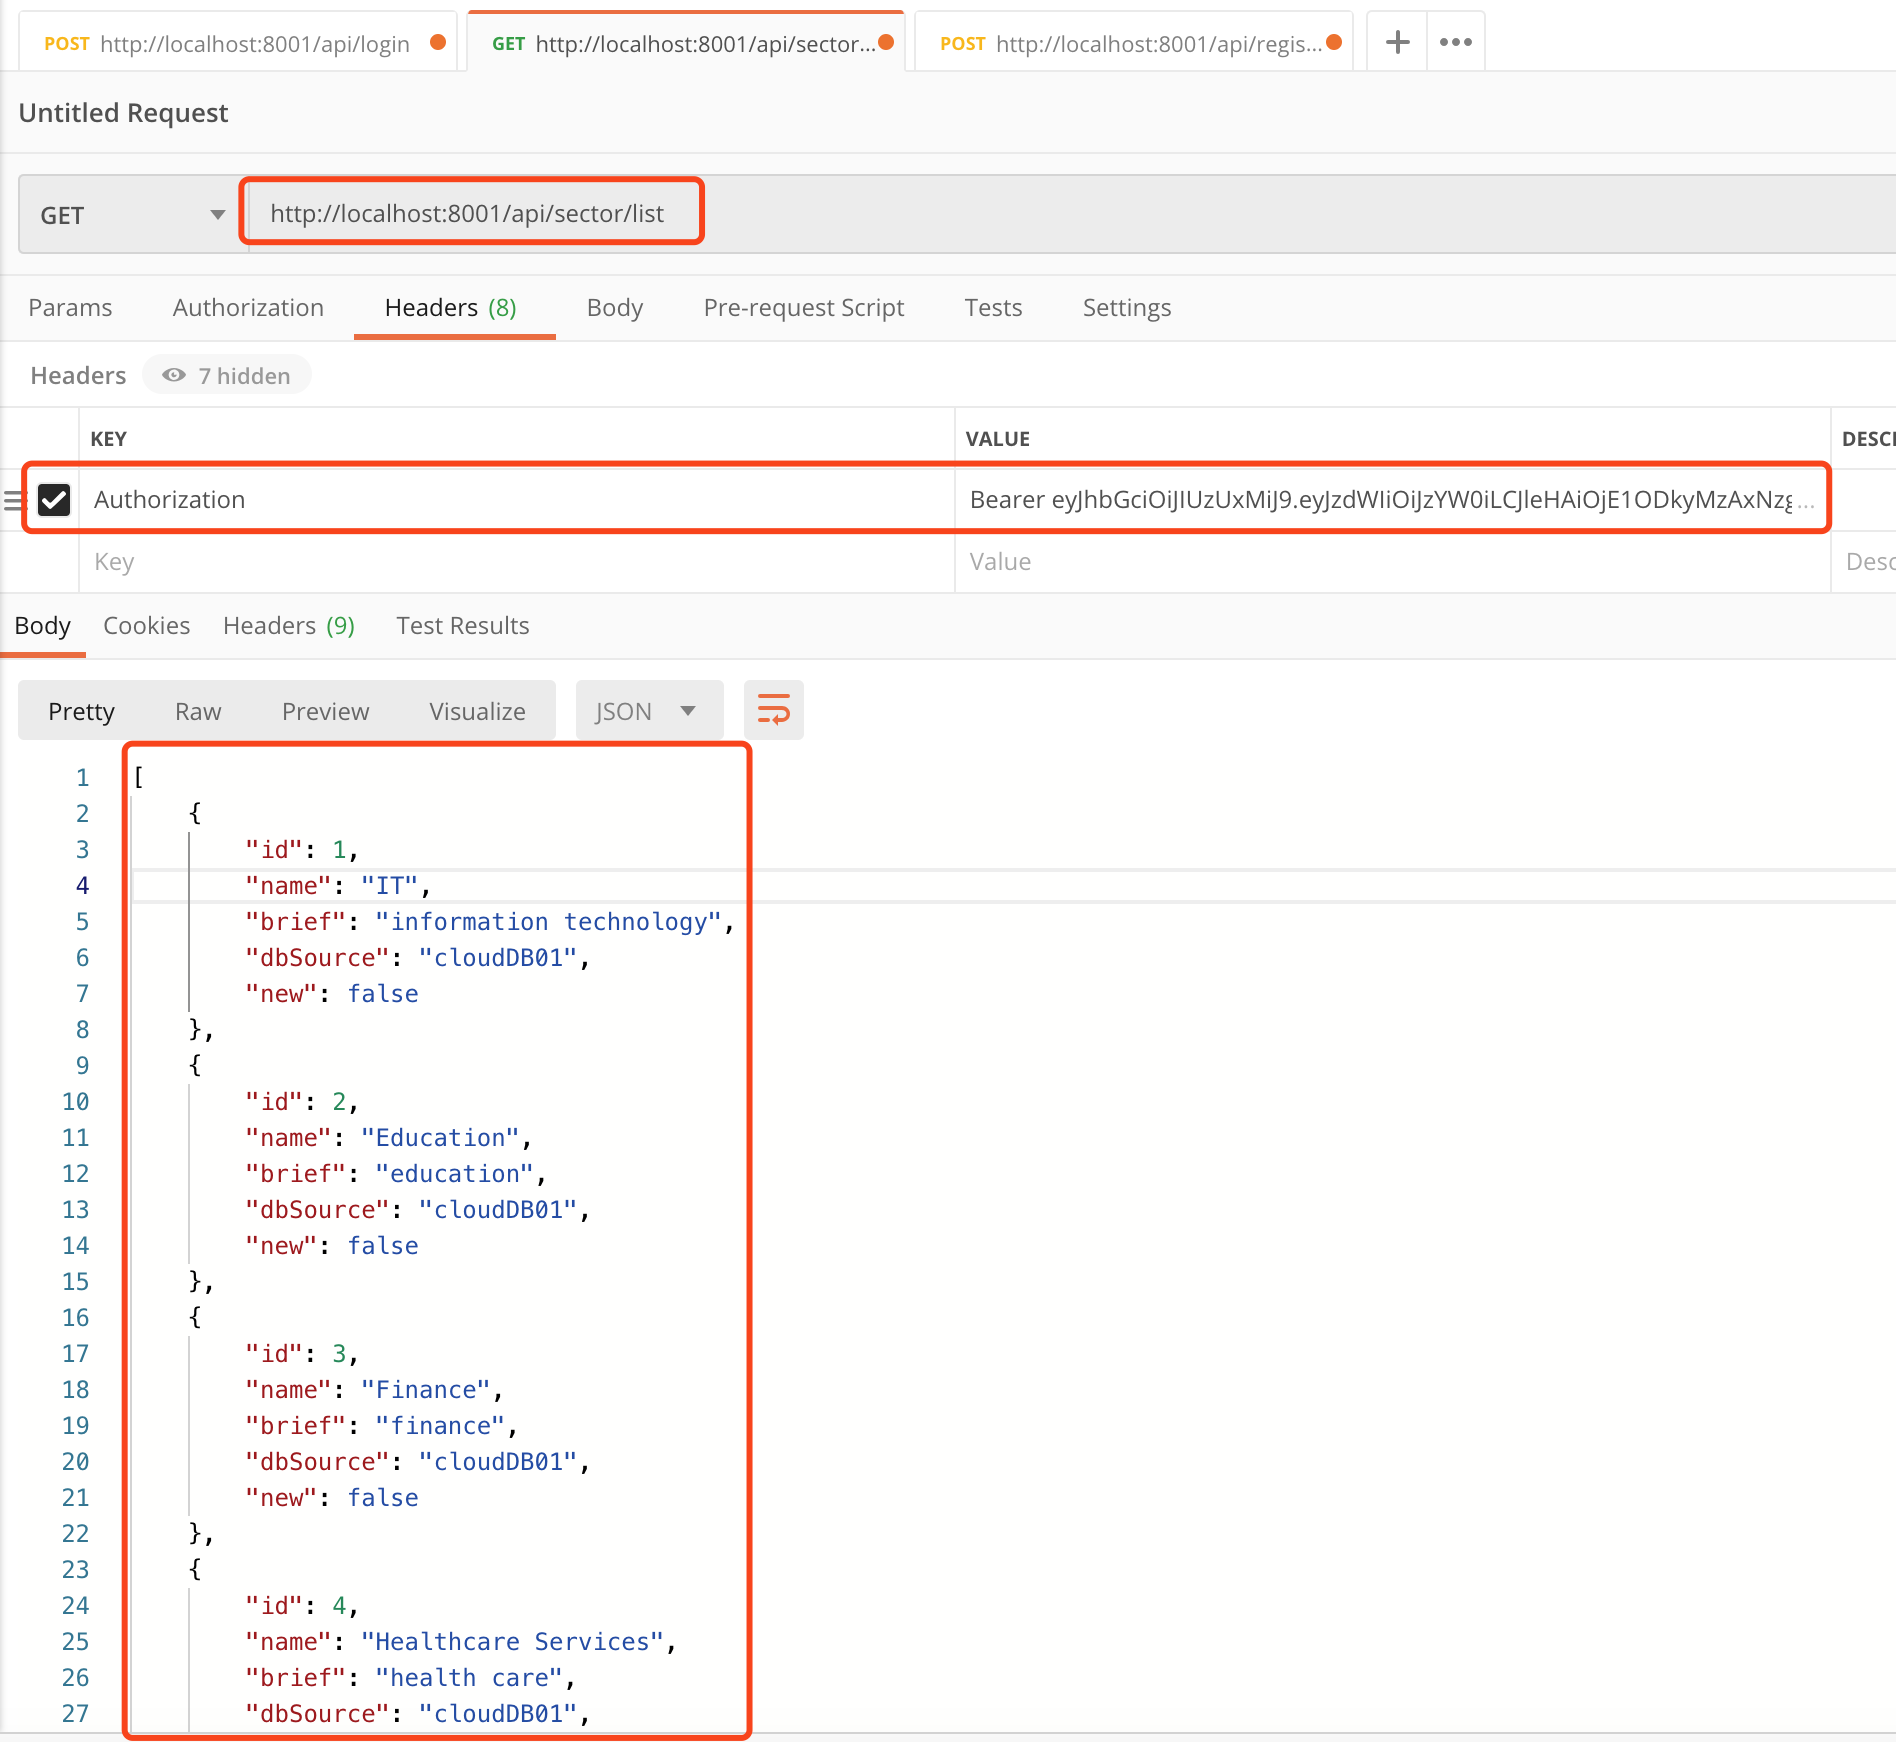 POST http://localhost:8001/api/login
GET http://localhost:8001/api/sector...
POST http://localhost:8001/api/regis...
Untitled Request
GET http://localhost:8001/api/sector/list
Params Authorization Headers (8) Body Pre-request Script Tests Settings
Headers 7 hidden
KEY VALUE DESCR
Authorization Bearer eyJhbGciOiJIUzUxMiJ9.eyJzdWIiOiJzYW0iLCJleHAiOjE1ODkyMzAxNzg...
Key Value Desc
Body Cookies Headers (9) Test Results
Pretty Raw Preview Visualize JSON
1 [
2 {
3 "id": 1,
4 "name": "IT",
5 "brief": "information technology",
6 "dbSource": "cloudDB01",
7 "new": false
8 },
9 {
10 "id": 2,
11 "name": "Education",
12 "brief": "education",
13 "dbSource": "cloudDB01",
14 "new": false
15 },
16 {
17 "id": 3,
18 "name": "Finance",
19 "brief": "finance",
20 "dbSource": "cloudDB01",
21 "new": false
22 },
23 {
24 "id": 4,
25 "name": "Healthcare Services",
26 "brief": "health care",
27 "dbSource": "cloudDB01",